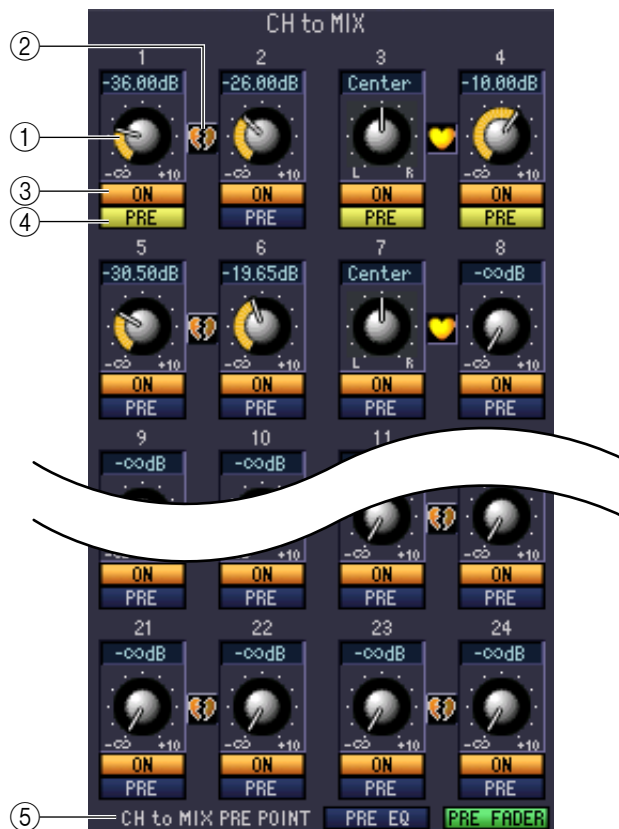 CH to MIX
②
1 2 3 4
-36.00dB -26.00dB Center -10.00dB
①
-∞ +10 -∞ +10 L R -∞ +10
③ ON ON ON ON
④ PRE PRE PRE PRE
5 6 7 8
-30.50dB -19.65dB Center -∞dB
-∞ +10 -∞ +10 L R -∞ +10
ON ON ON ON
PRE PRE PRE PRE
9 10 11
-∞dB -∞dB
+10 -∞ +10 -∞ +10
ON ON ON ON
PRE PRE PRE PRE
21 22 23 24
-∞dB -∞dB -∞dB -∞dB
-∞ +10 -∞ +10 -∞ +10 -∞ +10
ON ON ON ON
PRE PRE PRE PRE
⑤ CH to MIX PRE POINT PRE EQ PRE FADER